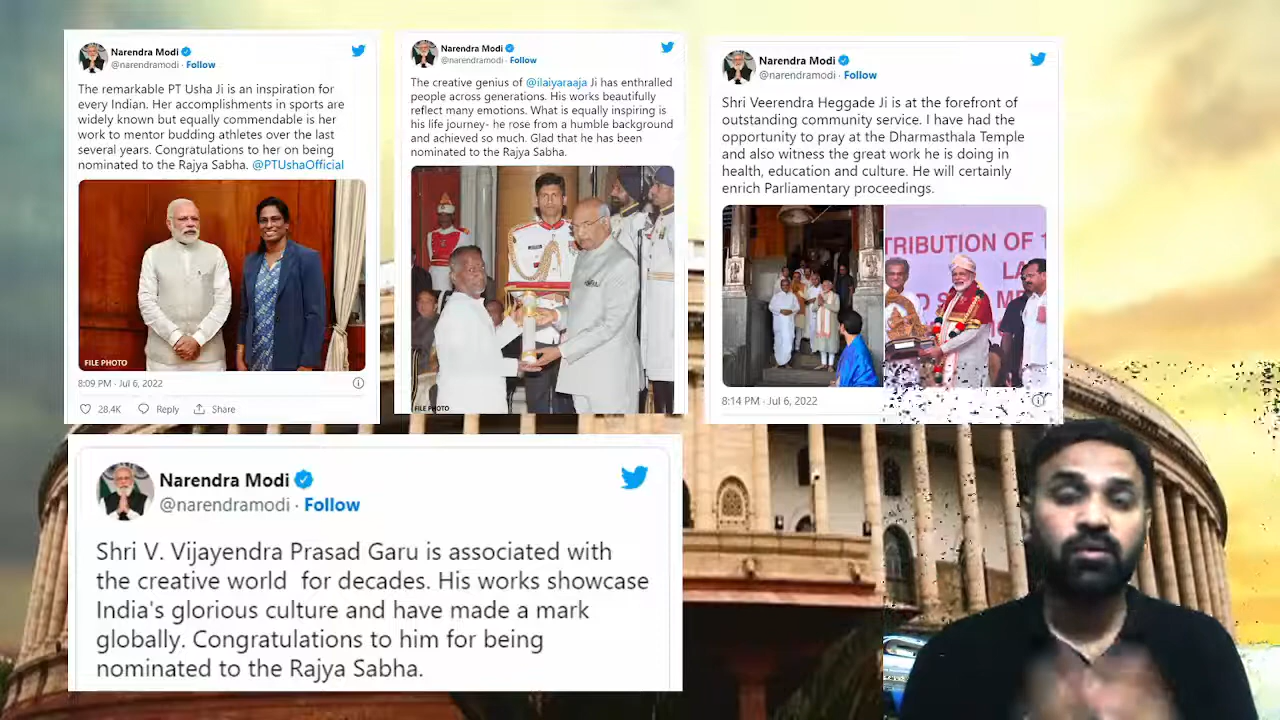 Narendra Modi
@narendramodi · Follow
The remarkable PT Usha Ji is an inspiration for
every Indian. Her accomplishments in sports are
widely known but equally commendable is her
work to mentor budding athletes over the last
several years. Congratulations to her on being
nominated to the Rajya Sabha. @PTUshaOfficial
FILE PHOTO
8:09 PM · Jul 6, 2022
28.4K Reply Share
Narendra Modi
@narendramodi · Follow
The creative genius of @ilaiyaraaja Ji has enthralled
people across generations. His works beautifully
reflect many emotions. What is equally inspiring is
his life journey- he rose from a humble background
and achieved so much. Glad that he has been
nominated to the Rajya Sabha.
FILE PHOTO
Narendra Modi
@narendramodi · Follow
Shri Veerendra Heggade Ji is at the forefront of
outstanding community service. I have had the
opportunity to pray at the Dharmasthala Temple
and also witness the great work he is doing in
health, education and culture. He will certainly
enrich Parliamentary proceedings.
TRIBUTION OF 1
LA
8:14 PM · Jul 6, 2022
Narendra Modi
@narendramodi · Follow
Shri V. Vijayendra Prasad Garu is associated with
the creative world for decades. His works showcase
India's glorious culture and have made a mark
globally. Congratulations to him for being
nominated to the Rajya Sabha.